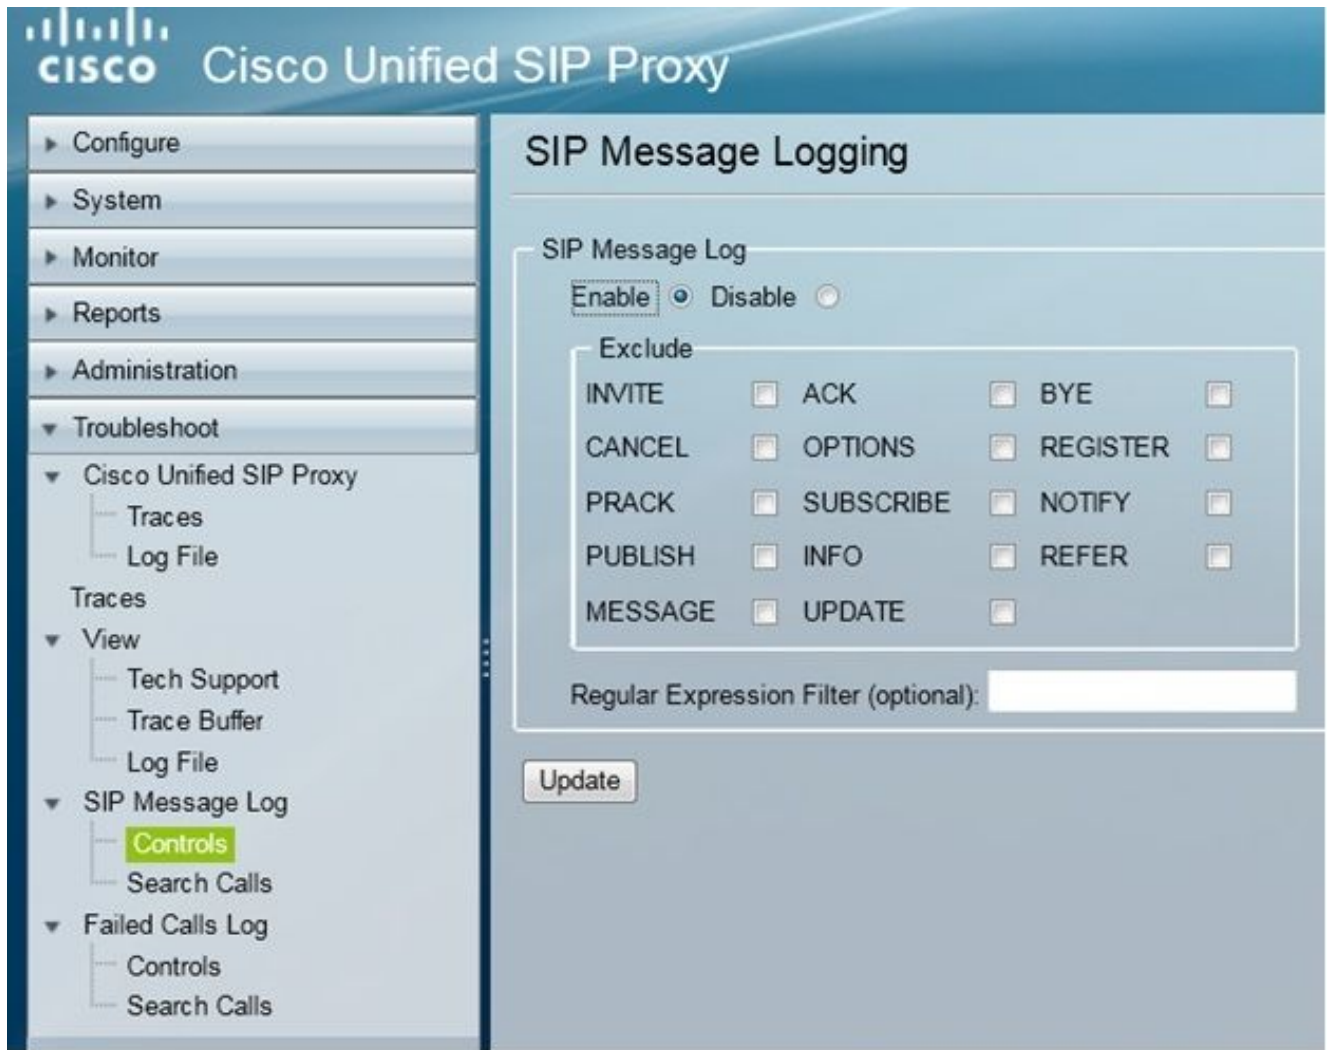 CISCO Cisco Unified SIP Proxy
Configure
System
Monitor
Reports
Administration
Troubleshoot
Cisco Unified SIP Proxy
Traces
Log File
Traces
View
Tech Support
Trace Buffer
Log File
SIP Message Log
Controls
Search Calls
Failed Calls Log
Controls
Search Calls
SIP Message Logging
SIP Message Log
Enable Disable
Exclude
INVITE ACK BYE
CANCEL OPTIONS REGISTER
PRACK SUBSCRIBE NOTIFY
PUBLISH INFO REFER
MESSAGE UPDATE
Regular Expression Filter (optional):
Update